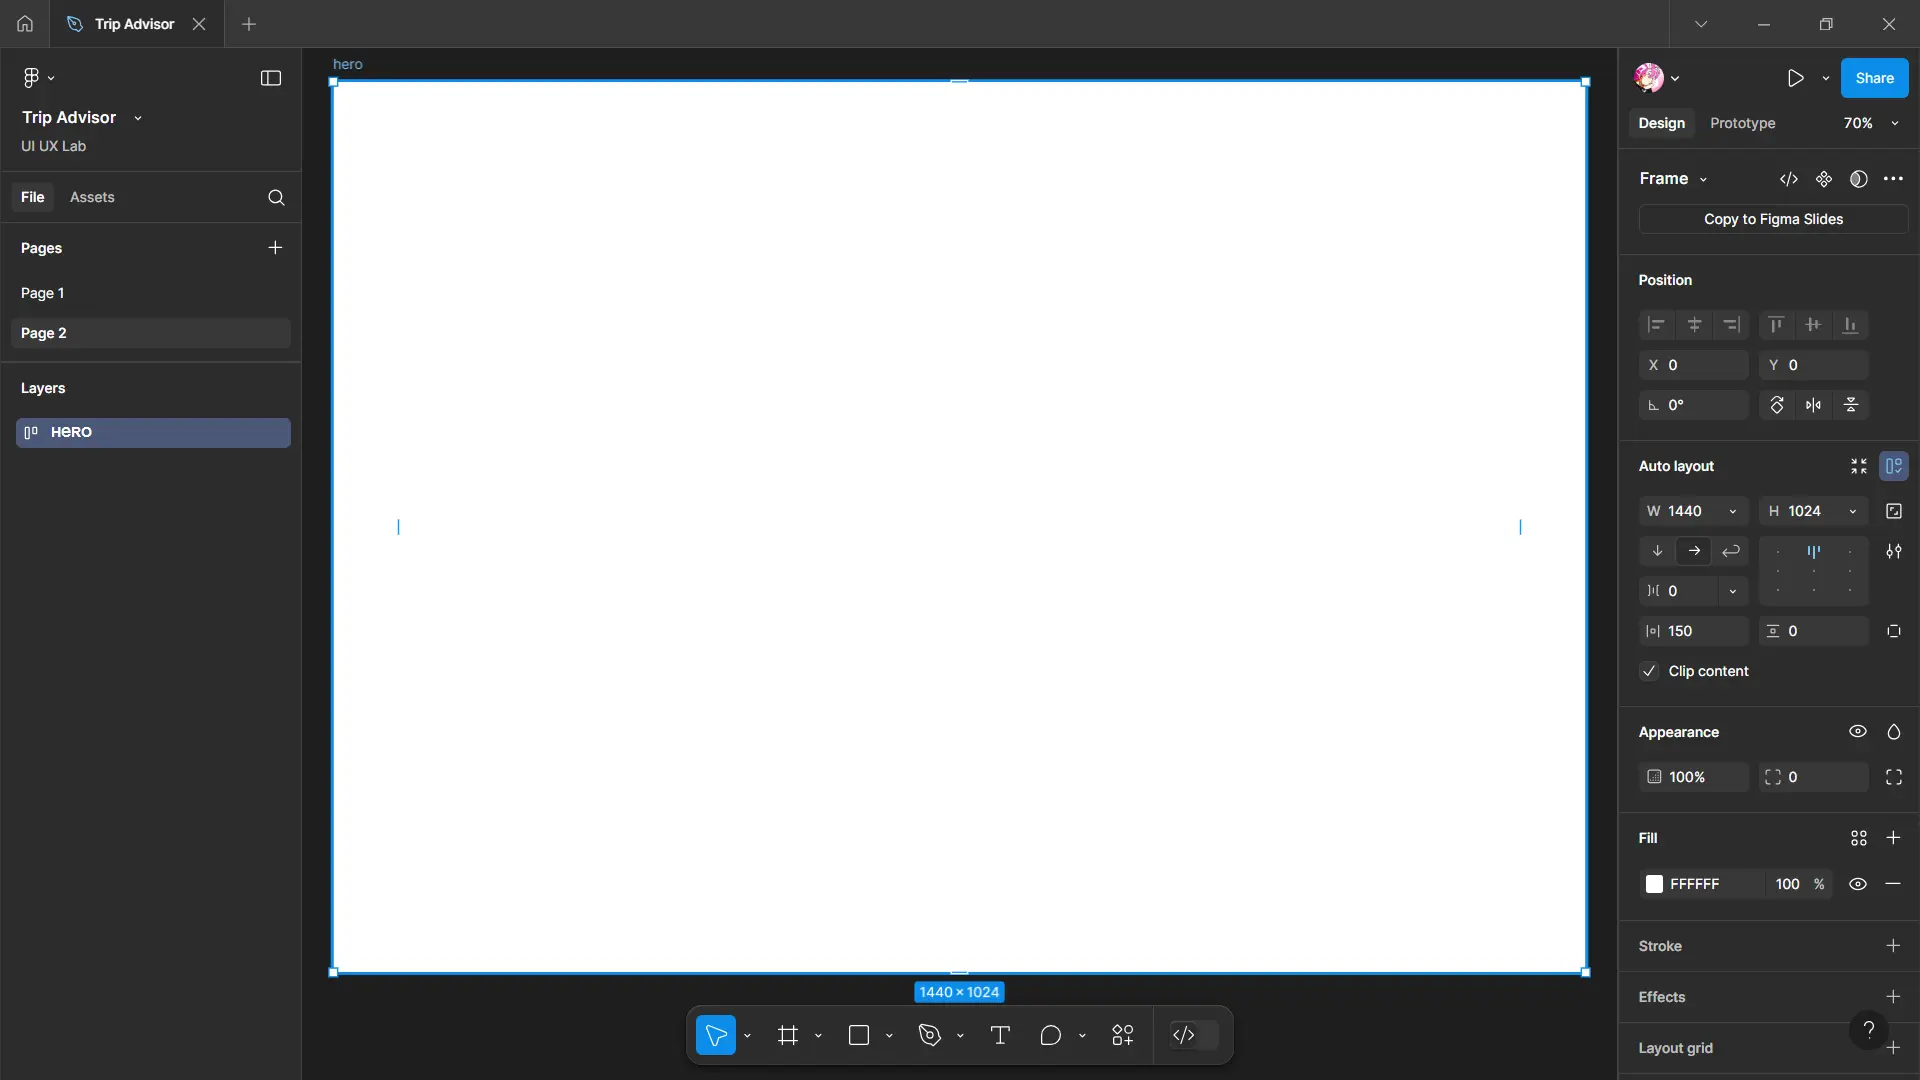 Trip Advisor
hero
Trip Advisor
UI UX Lab
Share
Design
Prototype
70%
File
Assets
Frame
Copy to Figma Slides
Pages
Page 1
Page 2
Position
X 0
Y 0
0°
Layers
HeRO
Auto layout
W 1440
H 1024
0
150
0
Clip content
Appearance
100%
0
Fill
FFFFFF
100 %
Stroke
Effects
Layout grid
?
1440 × 1024